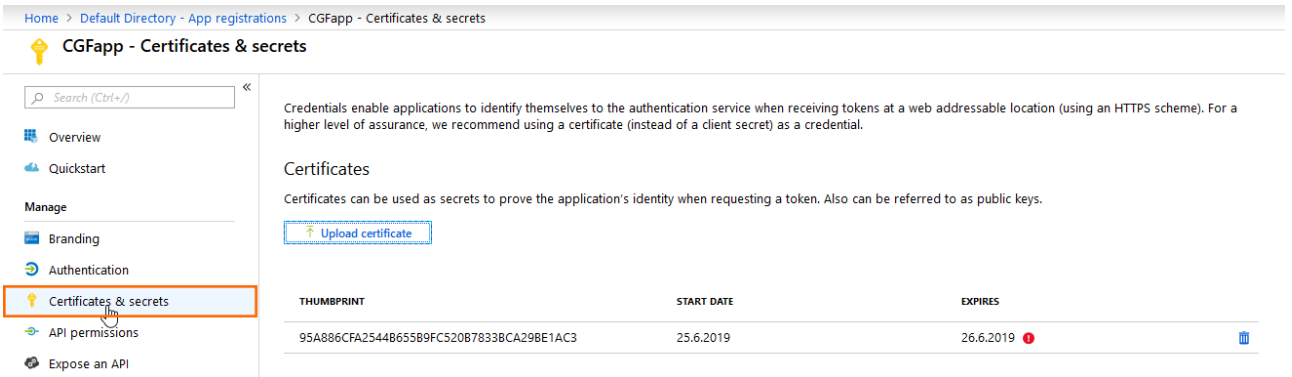 Home > Default Directory - App registrations > CGFapp - Certificates & secrets
CGFapp - Certificates & secrets
Search (Ctrl+/)
«
Overview
Quickstart
Manage
Branding
Authentication
Certificates & secrets
API permissions
Expose an API
Credentials enable applications to identify themselves to the authentication service when receiving tokens at a web addressable location (using an HTTPS scheme). For a
higher level of assurance, we recommend using a certificate (instead of a client secret) as a credential.
Certificates
Certificates can be used as secrets to prove the application's identity when requesting a token. Also can be referred to as public keys.
Upload certificate
THUMBPRINT START DATE EXPIRES
95A886CFA2544B655B9FC520B7833BCA29BE1AC3 25.6.2019 26.6.2019